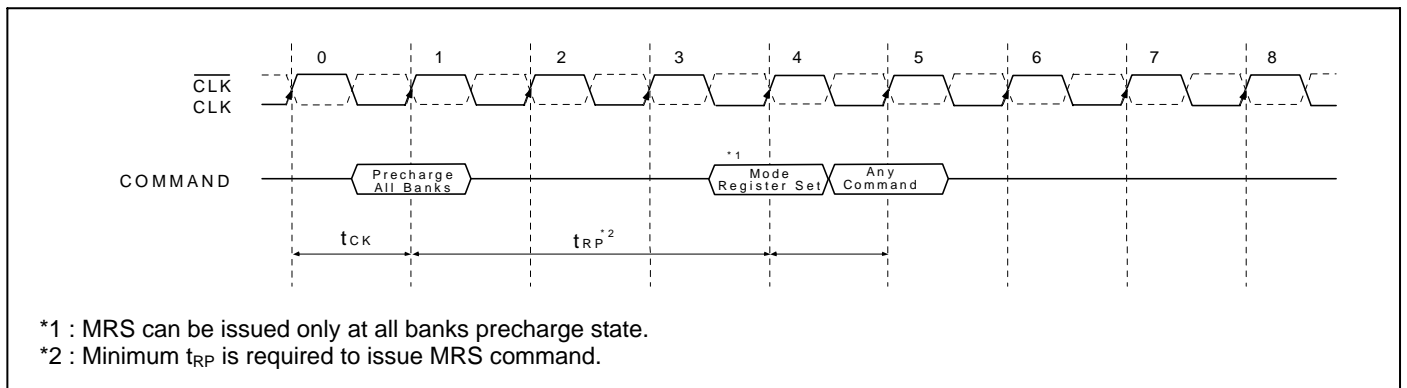 0 1 2 3 4 5 6 7 8
CLK
CLK
COMMAND
Precharge
All Banks
*1
Mode
Register Set
Any
Command
tCK
tRP*2
*1 : MRS can be issued only at all banks precharge state.
*2 : Minimum tRP is required to issue MRS command.